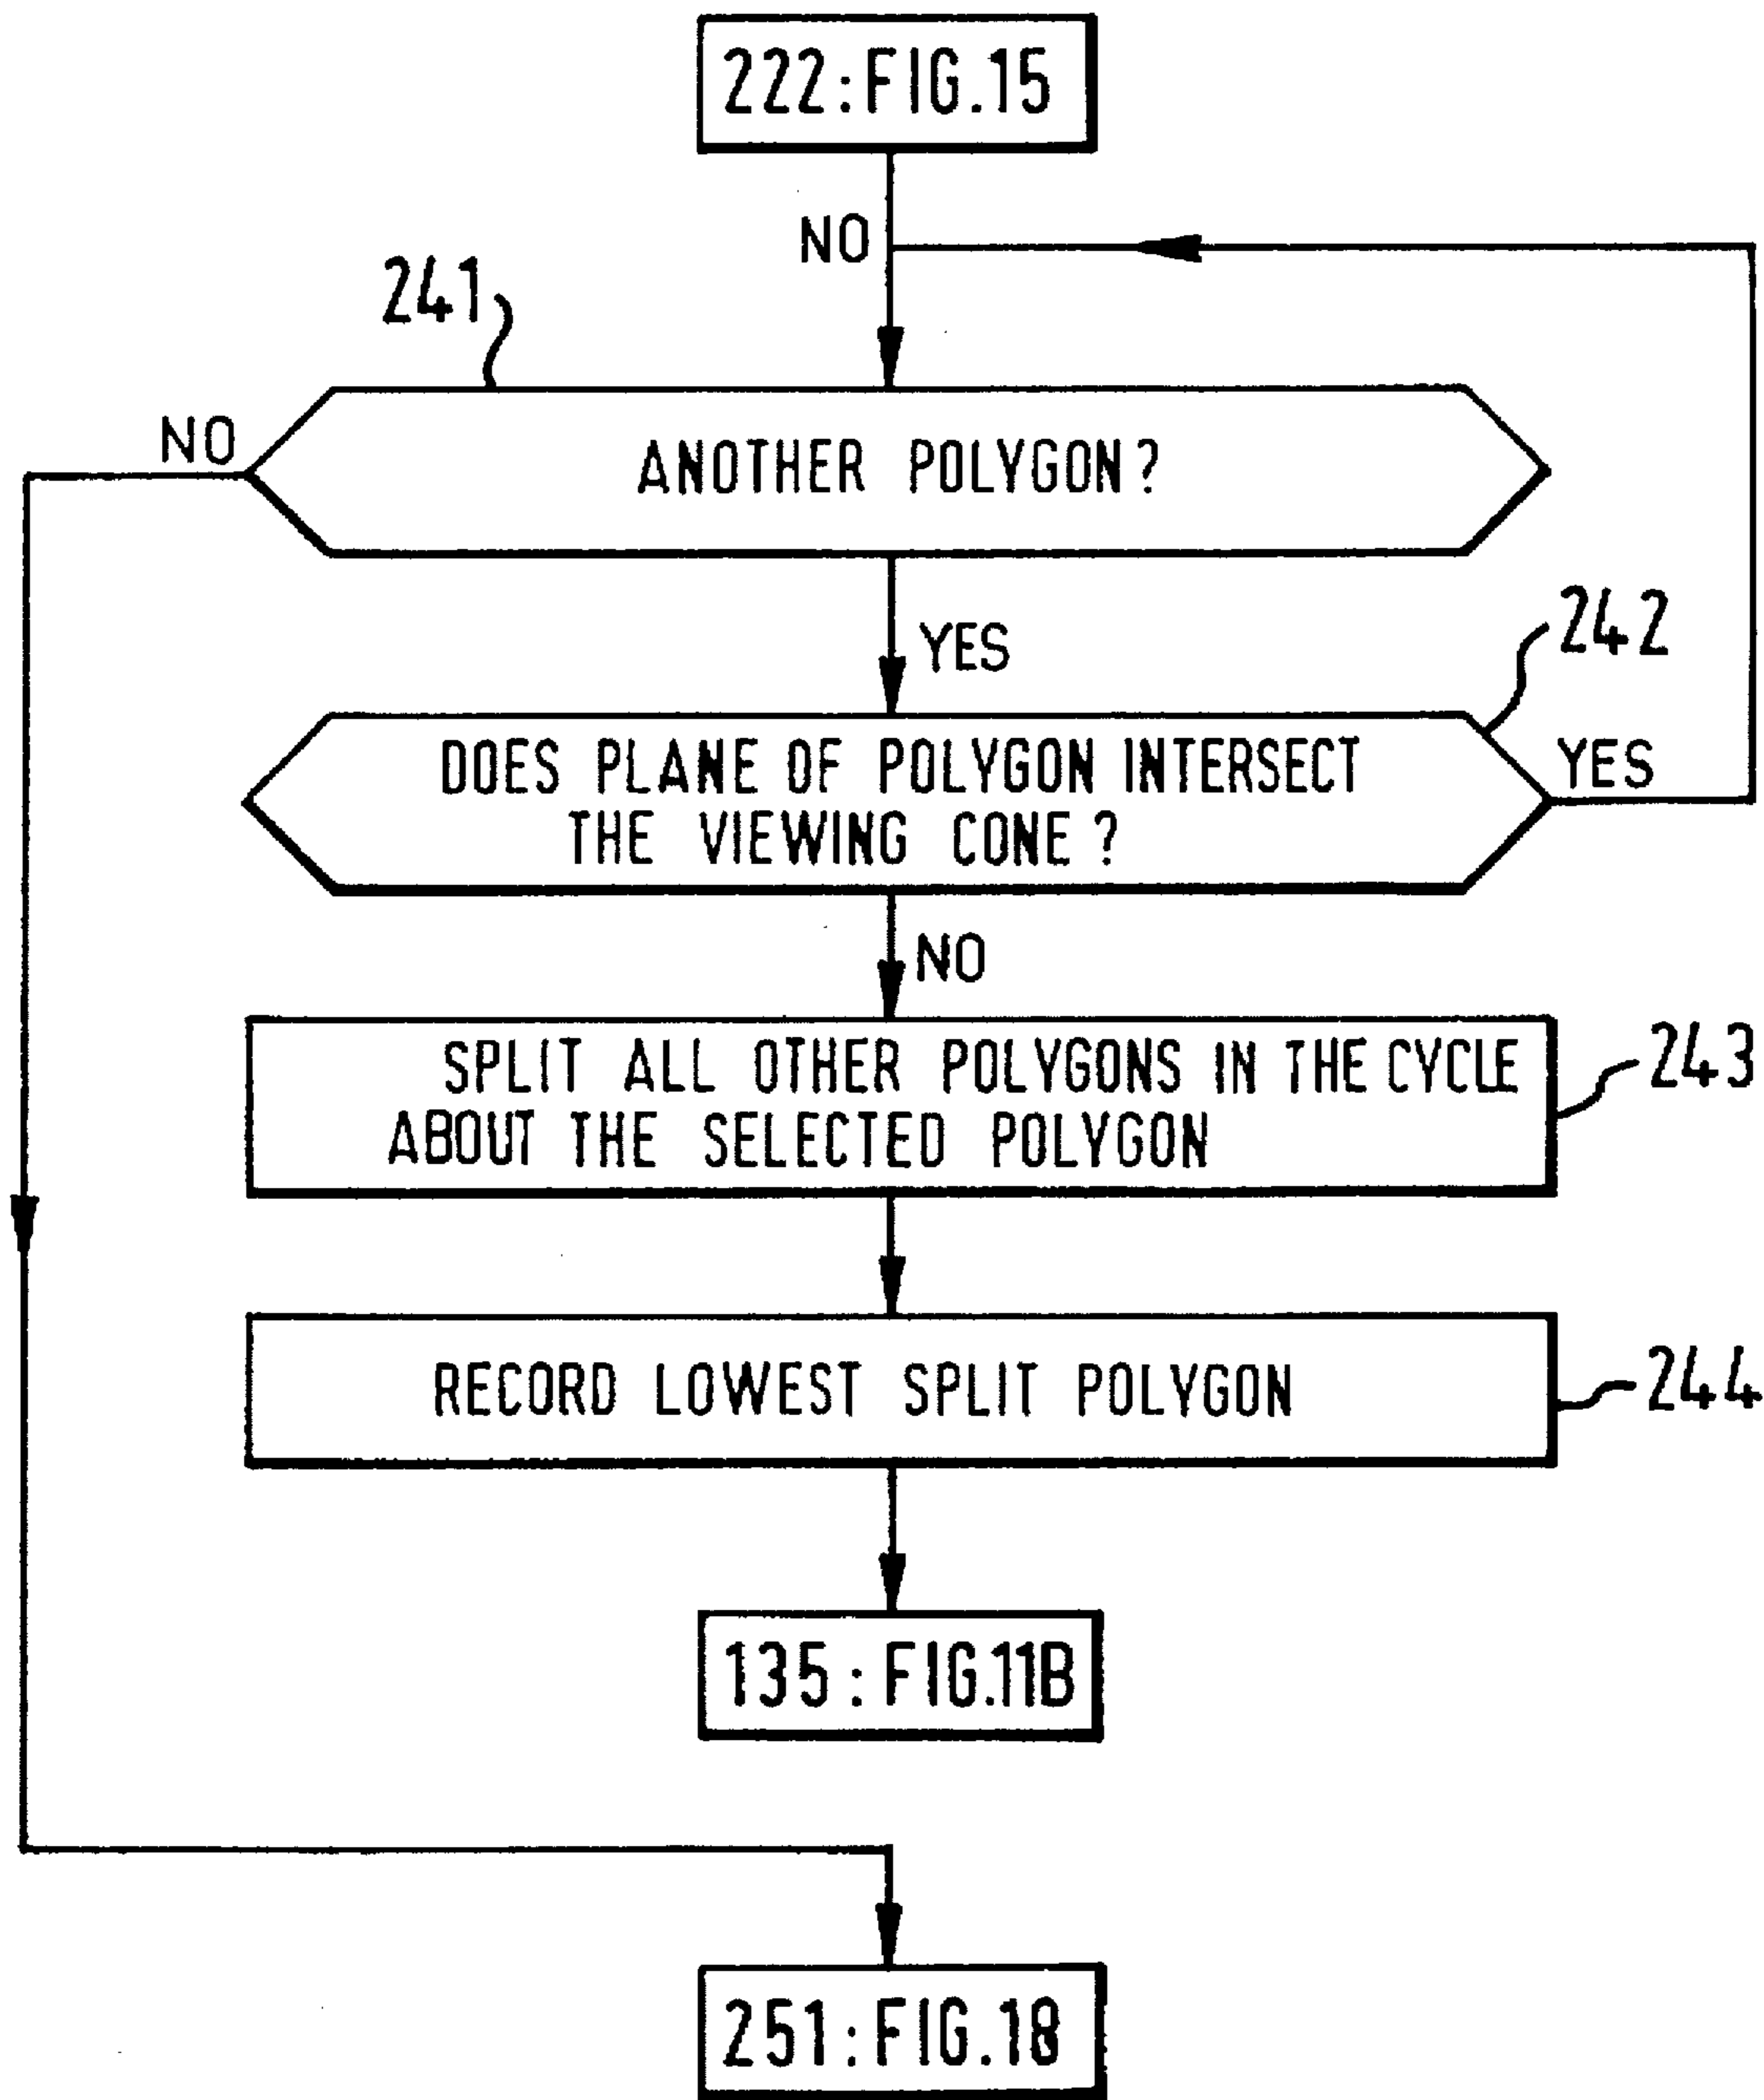 222:FIG.15
NO
241
NO
ANOTHER POLYGON?
YES
242
DOES PLANE OF POLYGON INTERSECT
THE VIEWING CONE?
YES
NO
SPLIT ALL OTHER POLYGONS IN THE CYCLE
ABOUT THE SELECTED POLYGON
243
RECORD LOWEST SPLIT POLYGON
244
135:FIG.11B
251:FIG.18